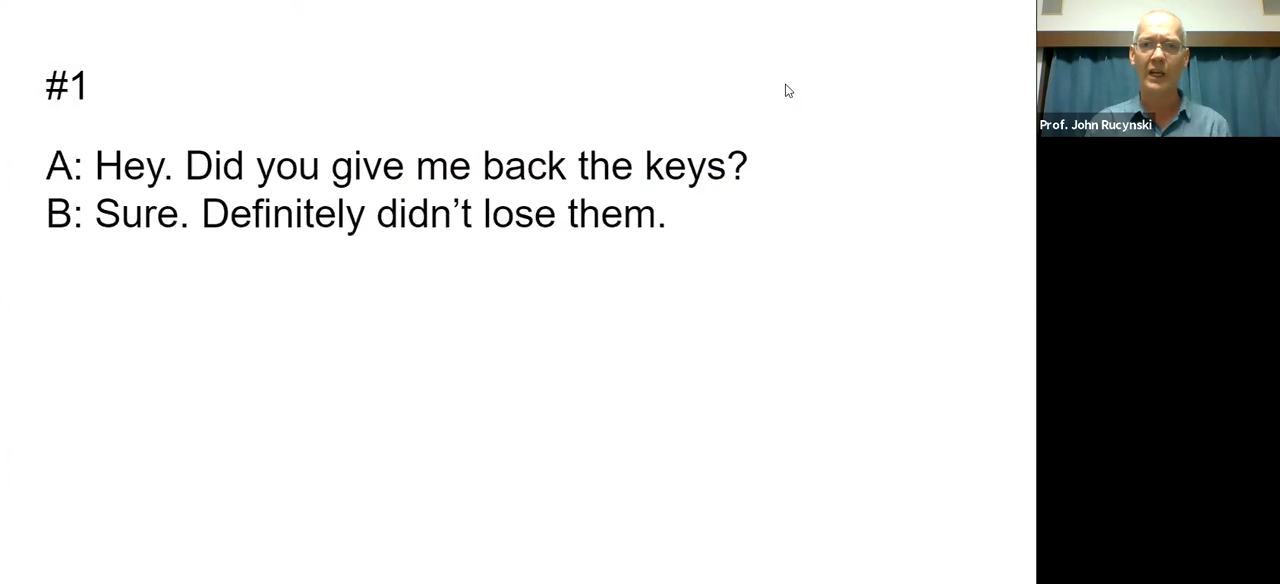 #1
A: Hey. Did you give me back the keys?
B: Sure. Definitely didn’t lose them.
Prof. John Rucynski